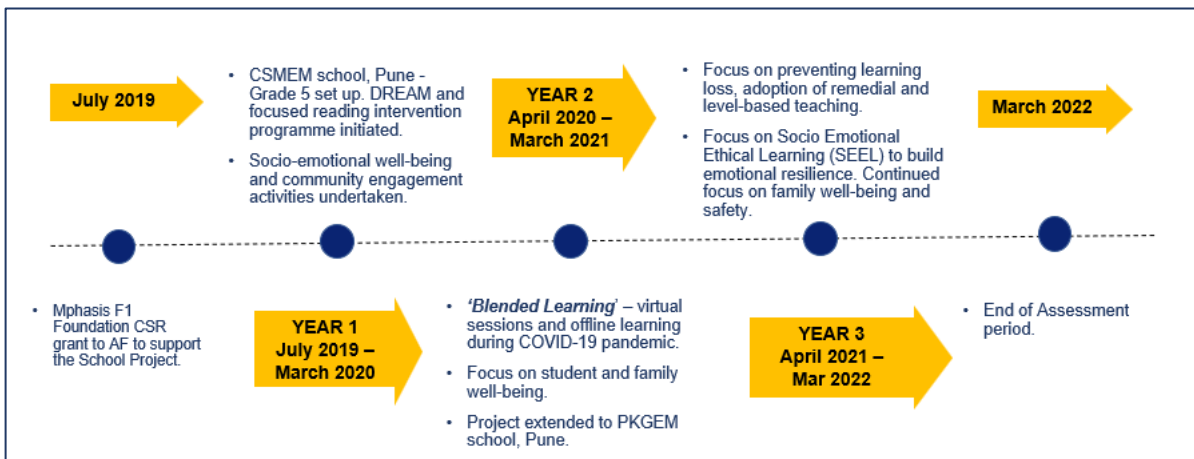 July 2019
• CSMEM school, Pune -
Grade 5 set up. DREAM and
focused reading intervention
programme initiated.
• Socio-emotional well-being
and community engagement
activities undertaken.
YEAR 2
April 2020 –
March 2021
• Focus on preventing learning
loss, adoption of remedial and
level-based teaching.
• Focus on Socio Emotional
Ethical Learning (SEEL) to build
emotional resilience. Continued
focus on family well-being and
safety.
March 2022
• Mphasis F1
Foundation CSR
grant to AF to support
the School Project.
YEAR 1
July 2019 –
March 2020
• ‘Blended Learning’ – virtual
sessions and offline learning
during COVID-19 pandemic.
• Focus on student and family
well-being.
• Project extended to PKGEM
school, Pune.
YEAR 3
April 2021 –
Mar 2022
• End of Assessment
period.